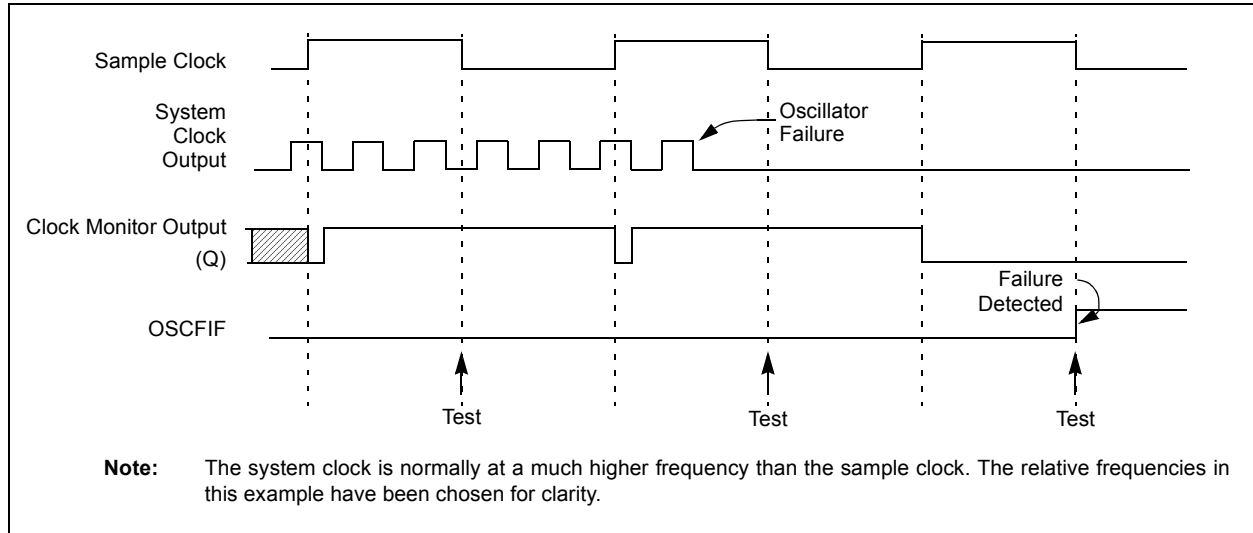 Sample Clock
System
Clock
Output
Oscillator
Failure
Clock Monitor Output
(Q)
Failure
Detected
OSCFIF
Test
Test
Test
Note: The system clock is normally at a much higher frequency than the sample clock. The relative frequencies in
this example have been chosen for clarity.